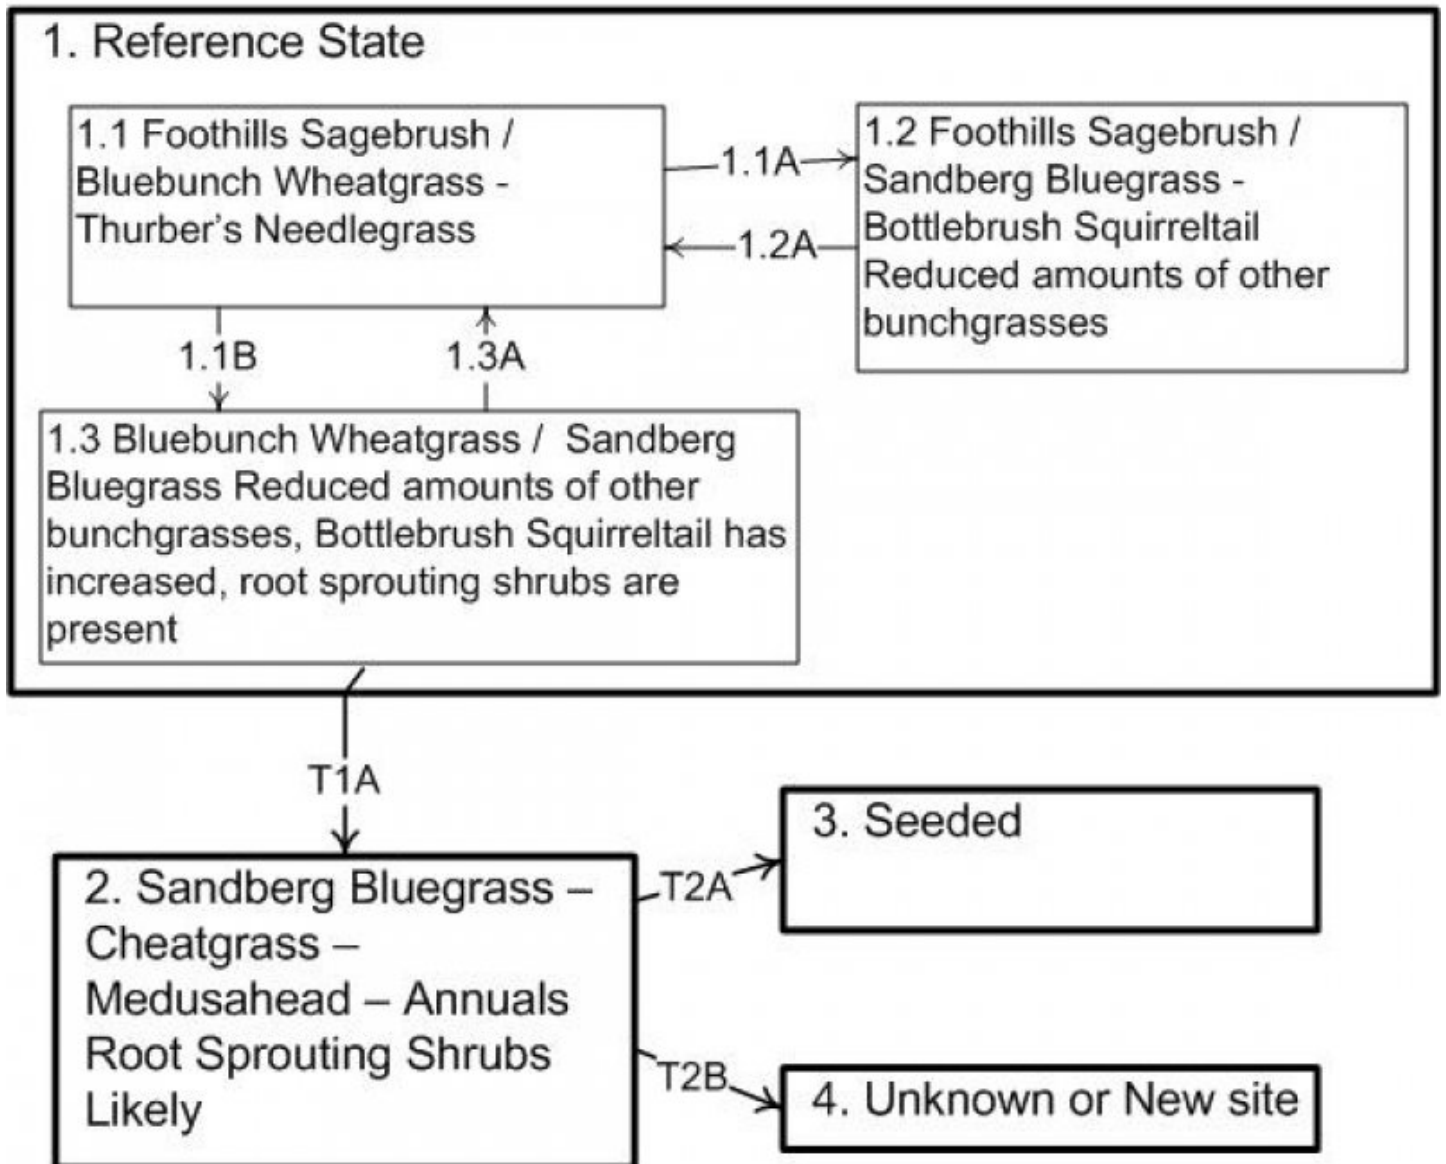 1. Reference State
1.1 Foothills Sagebrush /
Bluebunch Wheatgrass -
Thurber's Needlegrass
1.1A
1.2A
1.2 Foothills Sagebrush /
Sandberg Bluegrass -
Bottlebrush Squirreltail
Reduced amounts of other
bunchgrasses
1.1B
1.3A
1.3 Bluebunch Wheatgrass / Sandberg
Bluegrass Reduced amounts of other
bunchgrasses, Bottlebrush Squirreltail has
increased, root sprouting shrubs are
present
T1A
2. Sandberg Bluegrass –
Cheatgrass –
Medusahead – Annuals
Root Sprouting Shrubs
Likely
T2A
3. Seeded
T2B
4. Unknown or New site